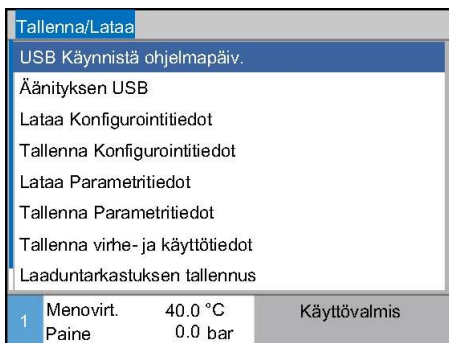 Tallenna/Lataa
USB Käynnistä ohjelmapäiv.
Äänityksen USB
Lataa Konfigurointitiedot
Tallenna Konfigurointitiedot
Lataa Parametritiedot
Tallenna Parametritiedot
Tallenna virhe- ja käyttötiedot
Laaduntarkastuksen tallennus
1 Menovirt. 40.0 °C Käyttövalmis
Paine 0.0 bar